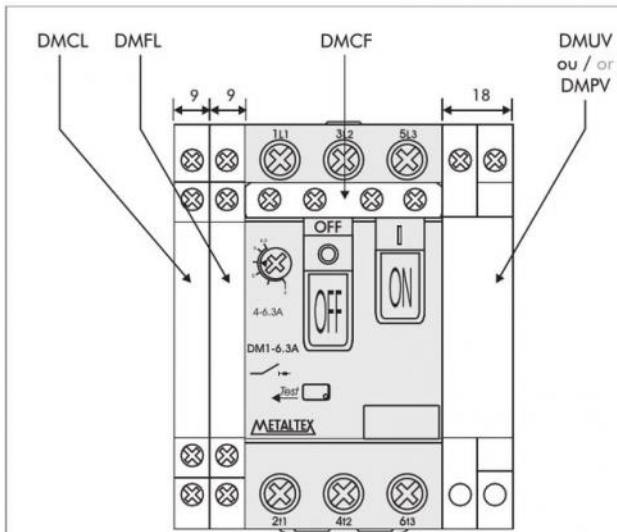 DMCL DMFL DMCF DMUV
ou / or
DMPV
9 9 18
1L1 3L2 5L3
OFF I
OFF ON
4-6.3A
DM1-6.3A
Test
METALTEX
2t1 4t2 6t3